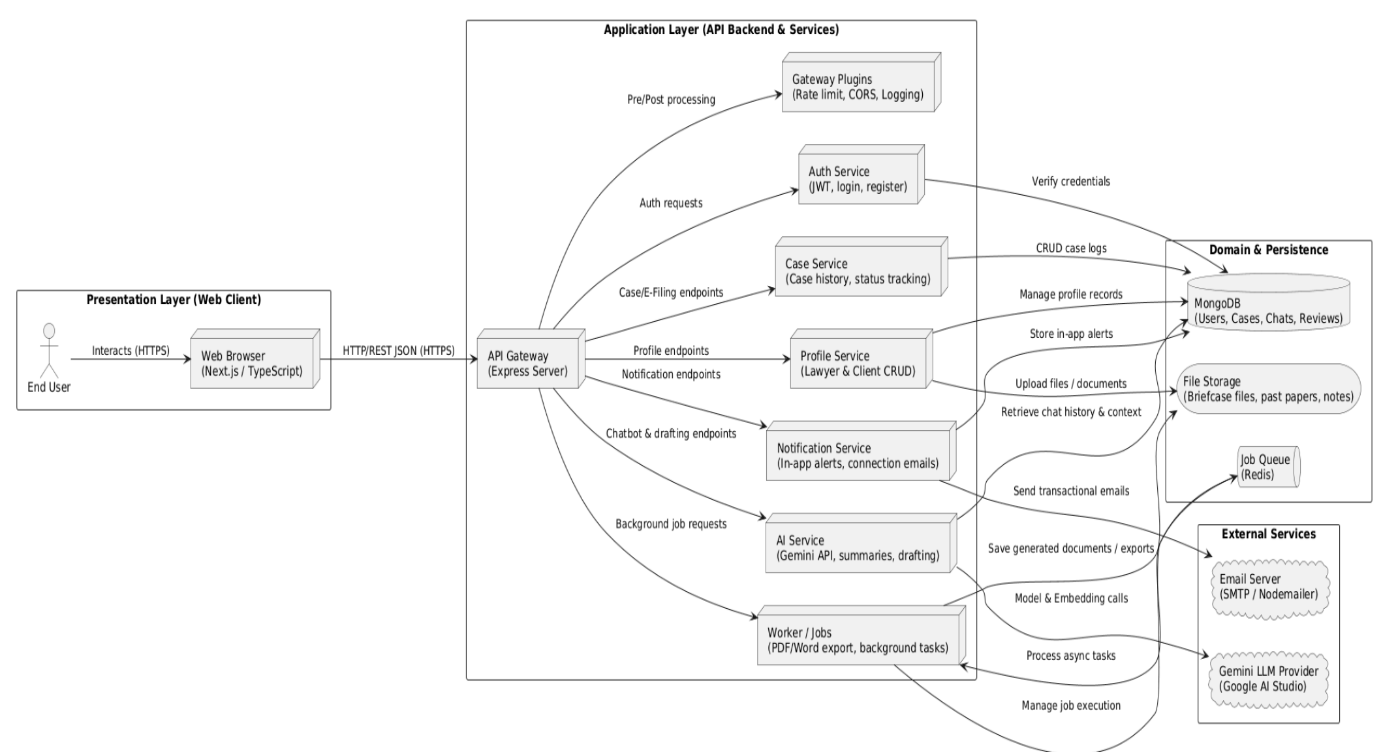 Application Layer (API Backend & Services)
Gateway Plugins
(Rate limit, CORS, Logging)
Pre/Post processing
Auth Service
(JWT, login, register)
Verify credentials
Auth requests
Domain & Persistence
Case Service
(Case history, status tracking)
CRUD case logs
MongoDB
(Users, Cases, Chats, Reviews)
Case/E-Filing endpoints
Manage profile records
Presentation Layer (Web Client)
End User
Interacts (HTTPS)
Web Browser
(Next.js / TypeScript)
HTTP/REST JSON (HTTPS)
API Gateway
(Express Server)
Profile endpoints
Profile Service
(Lawyer & Client CRUD)
Store in-app alerts
Notification endpoints
Upload files / documents
File Storage
(Briefcase files, past papers, notes)
Retrieve chat history & context
Chatbot & drafting endpoints
Notification Service
(In-app alerts, connection emails)
Job Queue
(Redis)
Send transactional emails
Background job requests
AI Service
(Gemini API, summaries, drafting)
External Services
Save generated documents / exports
Email Server
(SMTP / Nodemailer)
Model & Embedding calls
Worker / Jobs
(PDF/Word export, background tasks)
Process async tasks
Gemini LLM Provider
(Google AI Studio)
Manage job execution